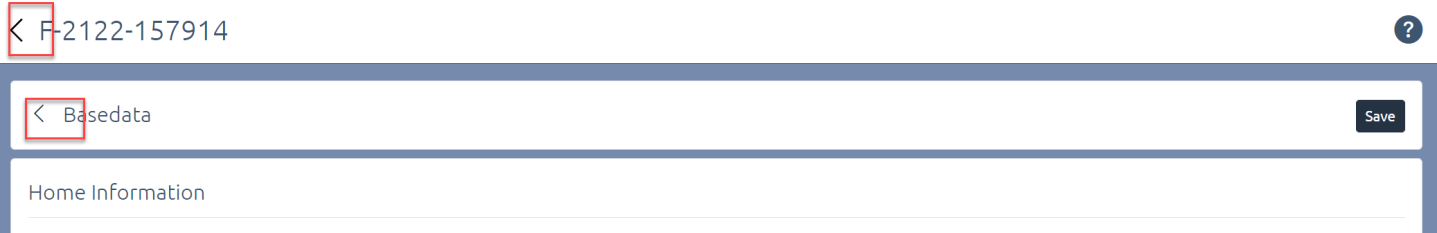 F-2122-157914
?
Basedata
Save
Home Information